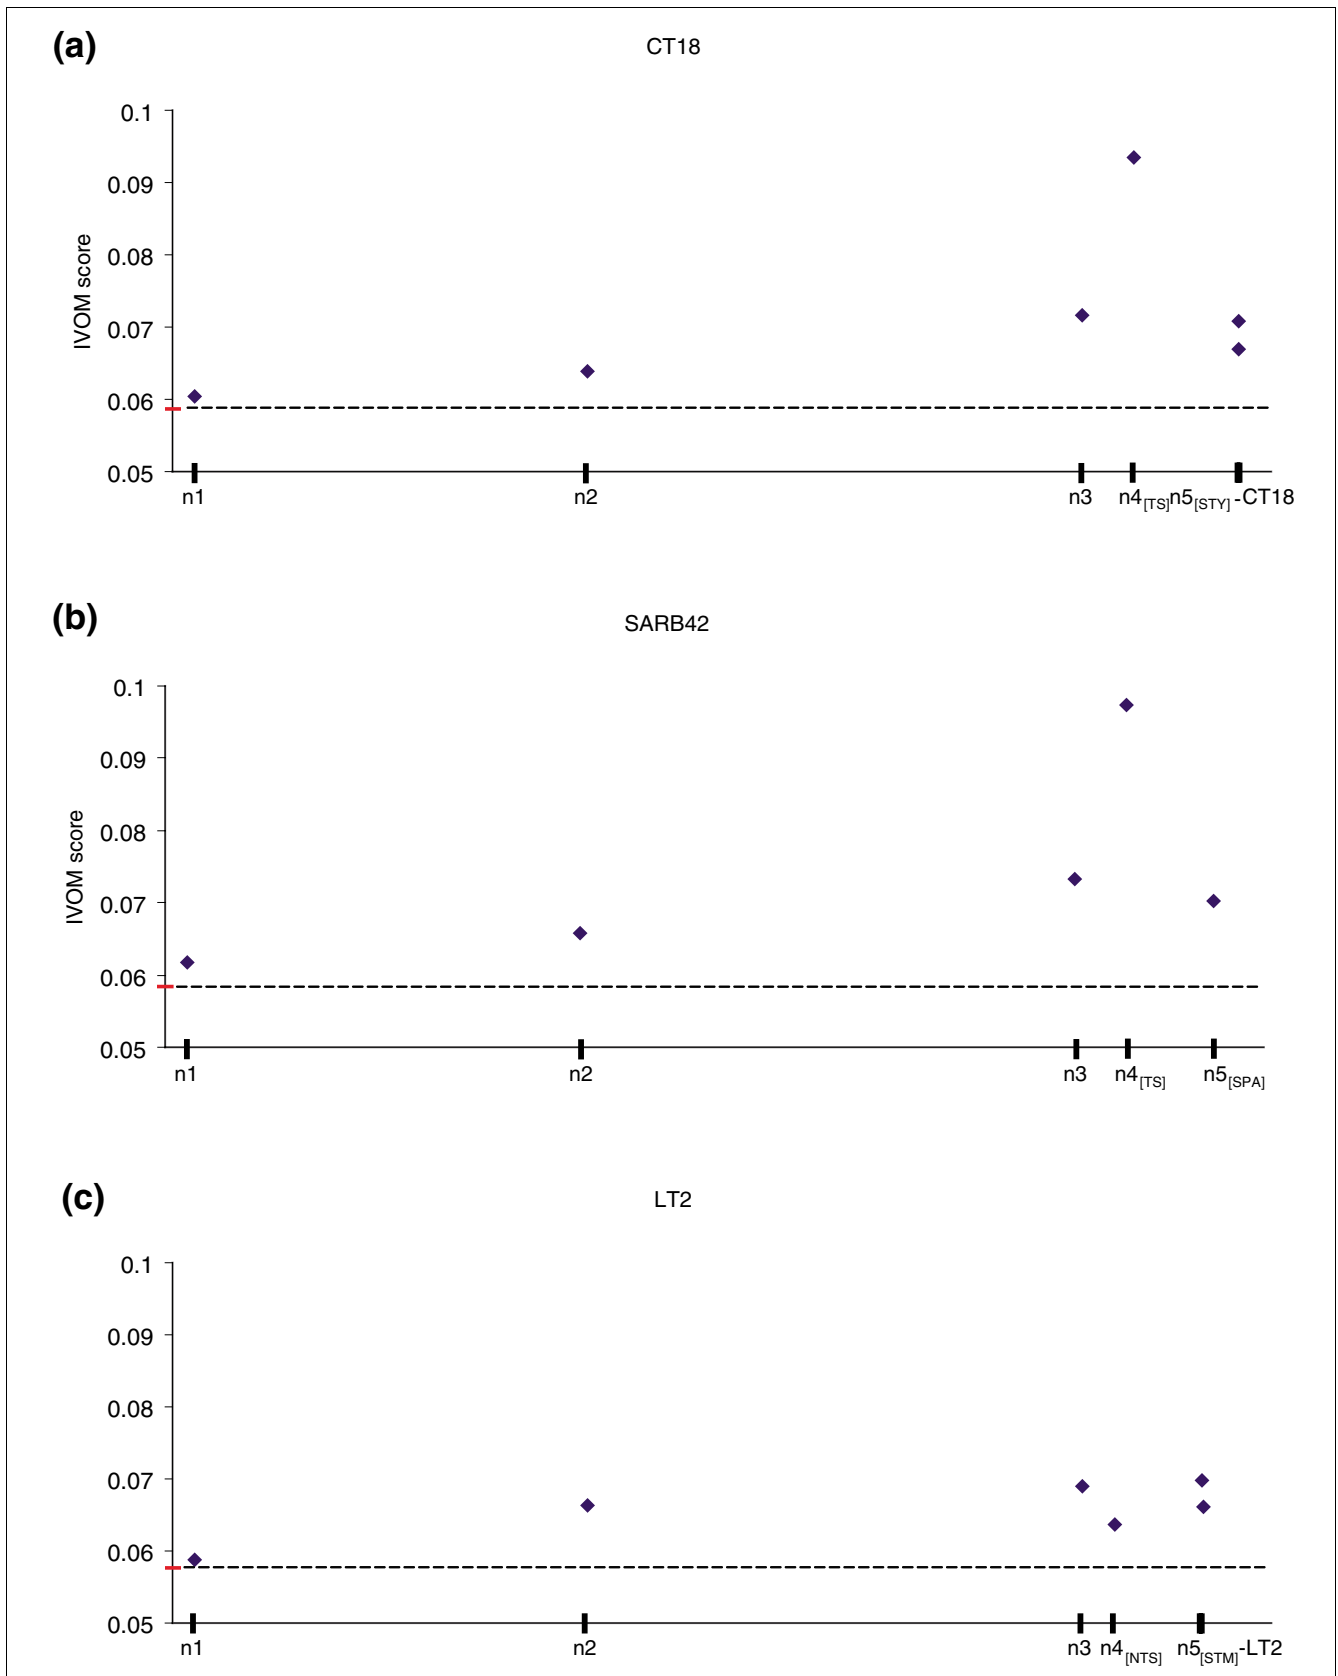 (a)
CT18
0.1
0.09
0.08
0.07
0.06
0.05
IVOM score
n1 n2 n3 n4[TS] n5[STY]-CT18
(b)
SARB42
0.1
0.09
0.08
0.07
0.06
0.05
IVOM score
n1 n2 n3 n4[TS] n5[SPA]
(c)
LT2
0.1
0.09
0.08
0.07
0.06
0.05
n1 n2 n3 n4[NTS] n5[STM]-LT2